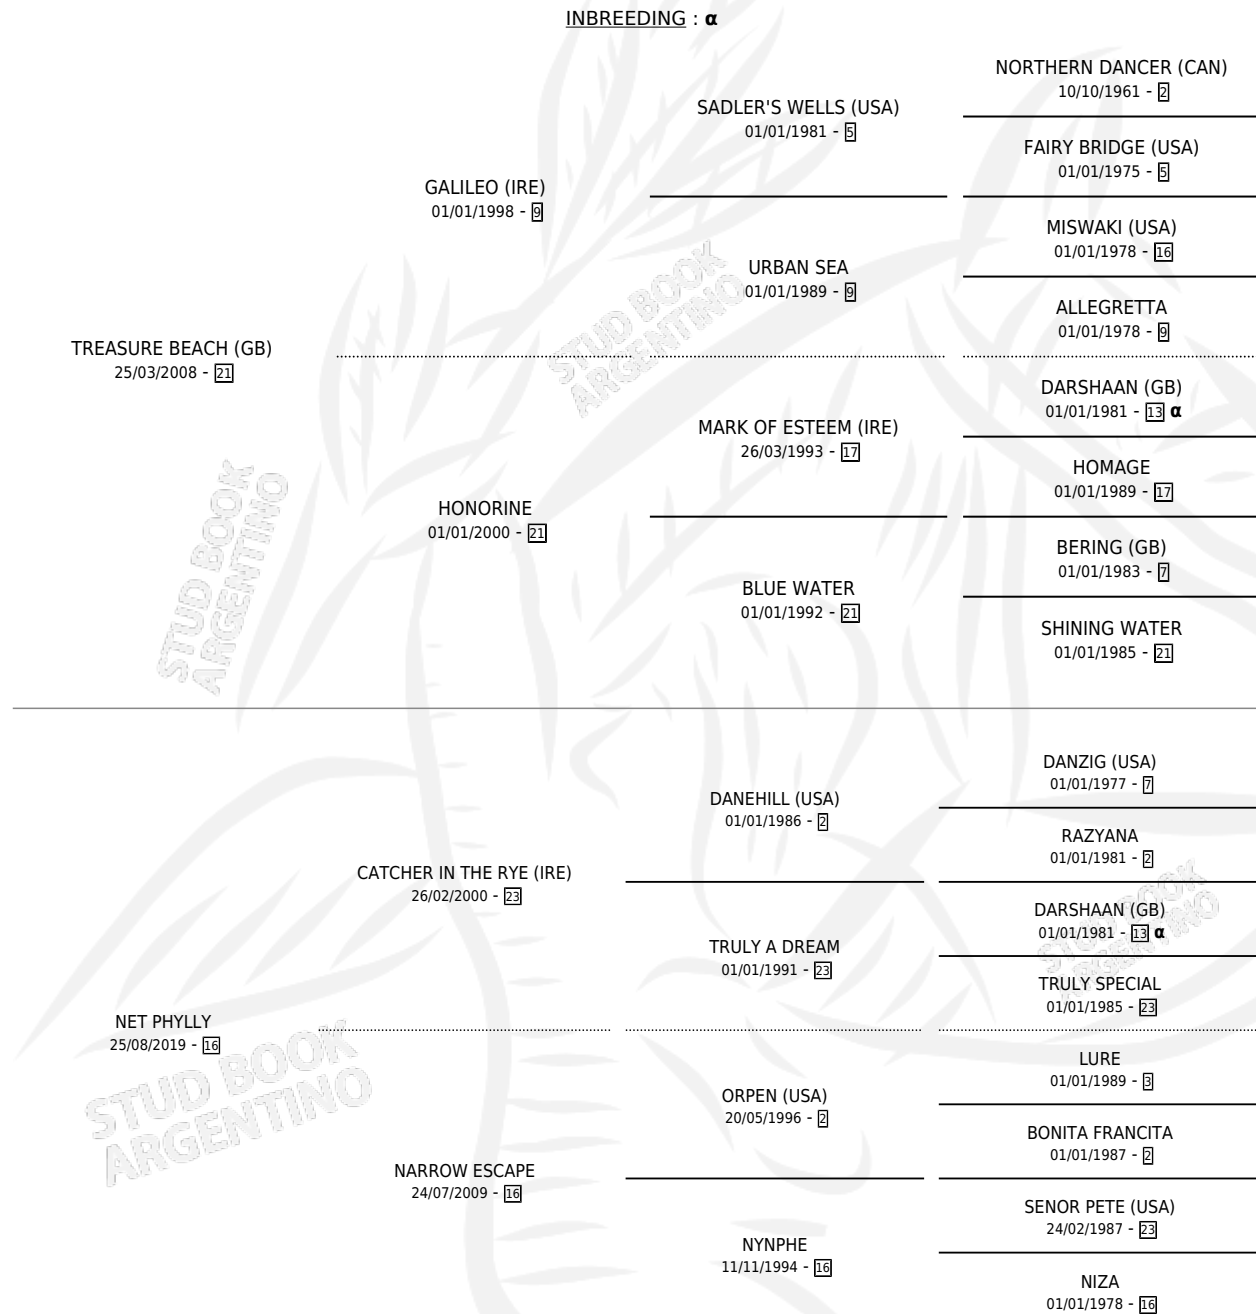 INBREEDING : α
NORTHERN DANCER (CAN)
10/10/1961 - 2
SADLER'S WELLS (USA)
01/01/1981 - 5
FAIRY BRIDGE (USA)
01/01/1975 - 5
GALILEO (IRE)
01/01/1998 - 9
MISWAKI (USA)
01/01/1978 - 16
URBAN SEA
01/01/1989 - 9
ALLEGRETTA
01/01/1978 - 9
STUD BOOK
ARGENTINO
TREASURE BEACH (GB)
25/03/2008 - 21
DARSHAAN (GB)
01/01/1981 - 13 α
MARK OF ESTEEM (IRE)
26/03/1993 - 17
HOMAGE
01/01/1989 - 17
HONORINE
01/01/2000 - 21
BERING (GB)
01/01/1983 - 7
BLUE WATER
01/01/1992 - 21
SHINING WATER
01/01/1985 - 21
STUD BOOK
ARGENTINO
DANZIG (USA)
01/01/1977 - 7
DANEHILL (USA)
01/01/1986 - 2
RAZYANA
01/01/1981 - 2
CATCHER IN THE RYE (IRE)
26/02/2000 - 23
DARSHAAN (GB)
01/01/1981 - 13 α
TRULY A DREAM
01/01/1991 - 23
TRULY SPECIAL
01/01/1985 - 23
STUD BOOK
ARGENTINO
NET PHYLLY
25/08/2019 - 16
LURE
01/01/1989 - 3
ORPEN (USA)
20/05/1996 - 2
BONITA FRANCITA
01/01/1987 - 2
NARROW ESCAPE
24/07/2009 - 16
SENOR PETE (USA)
24/02/1987 - 23
NYNPHE
11/11/1994 - 16
NIZA
01/01/1978 - 16
STUD BOOK
ARGENTINO